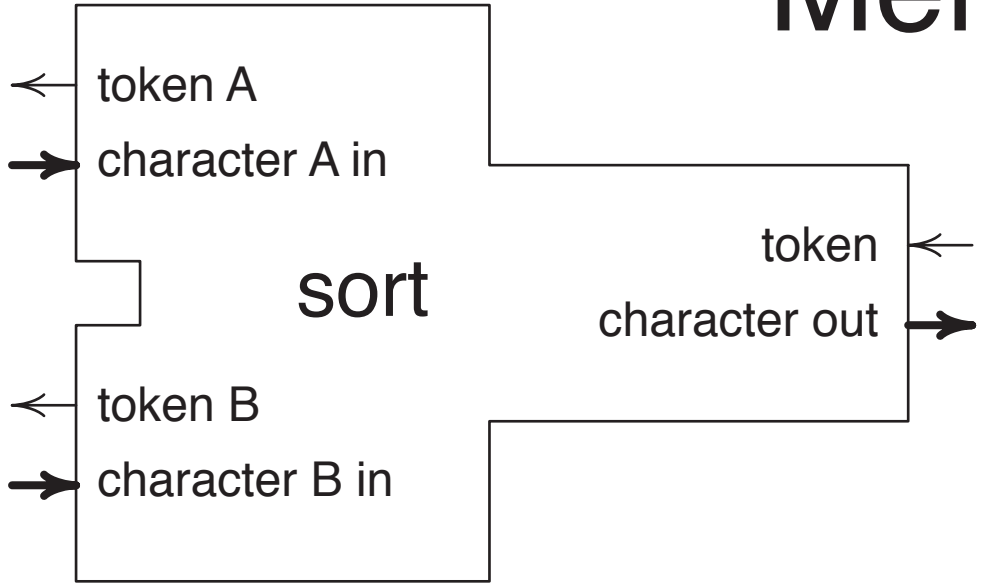 token A
character A in
token
sort
character out
token B
character B in